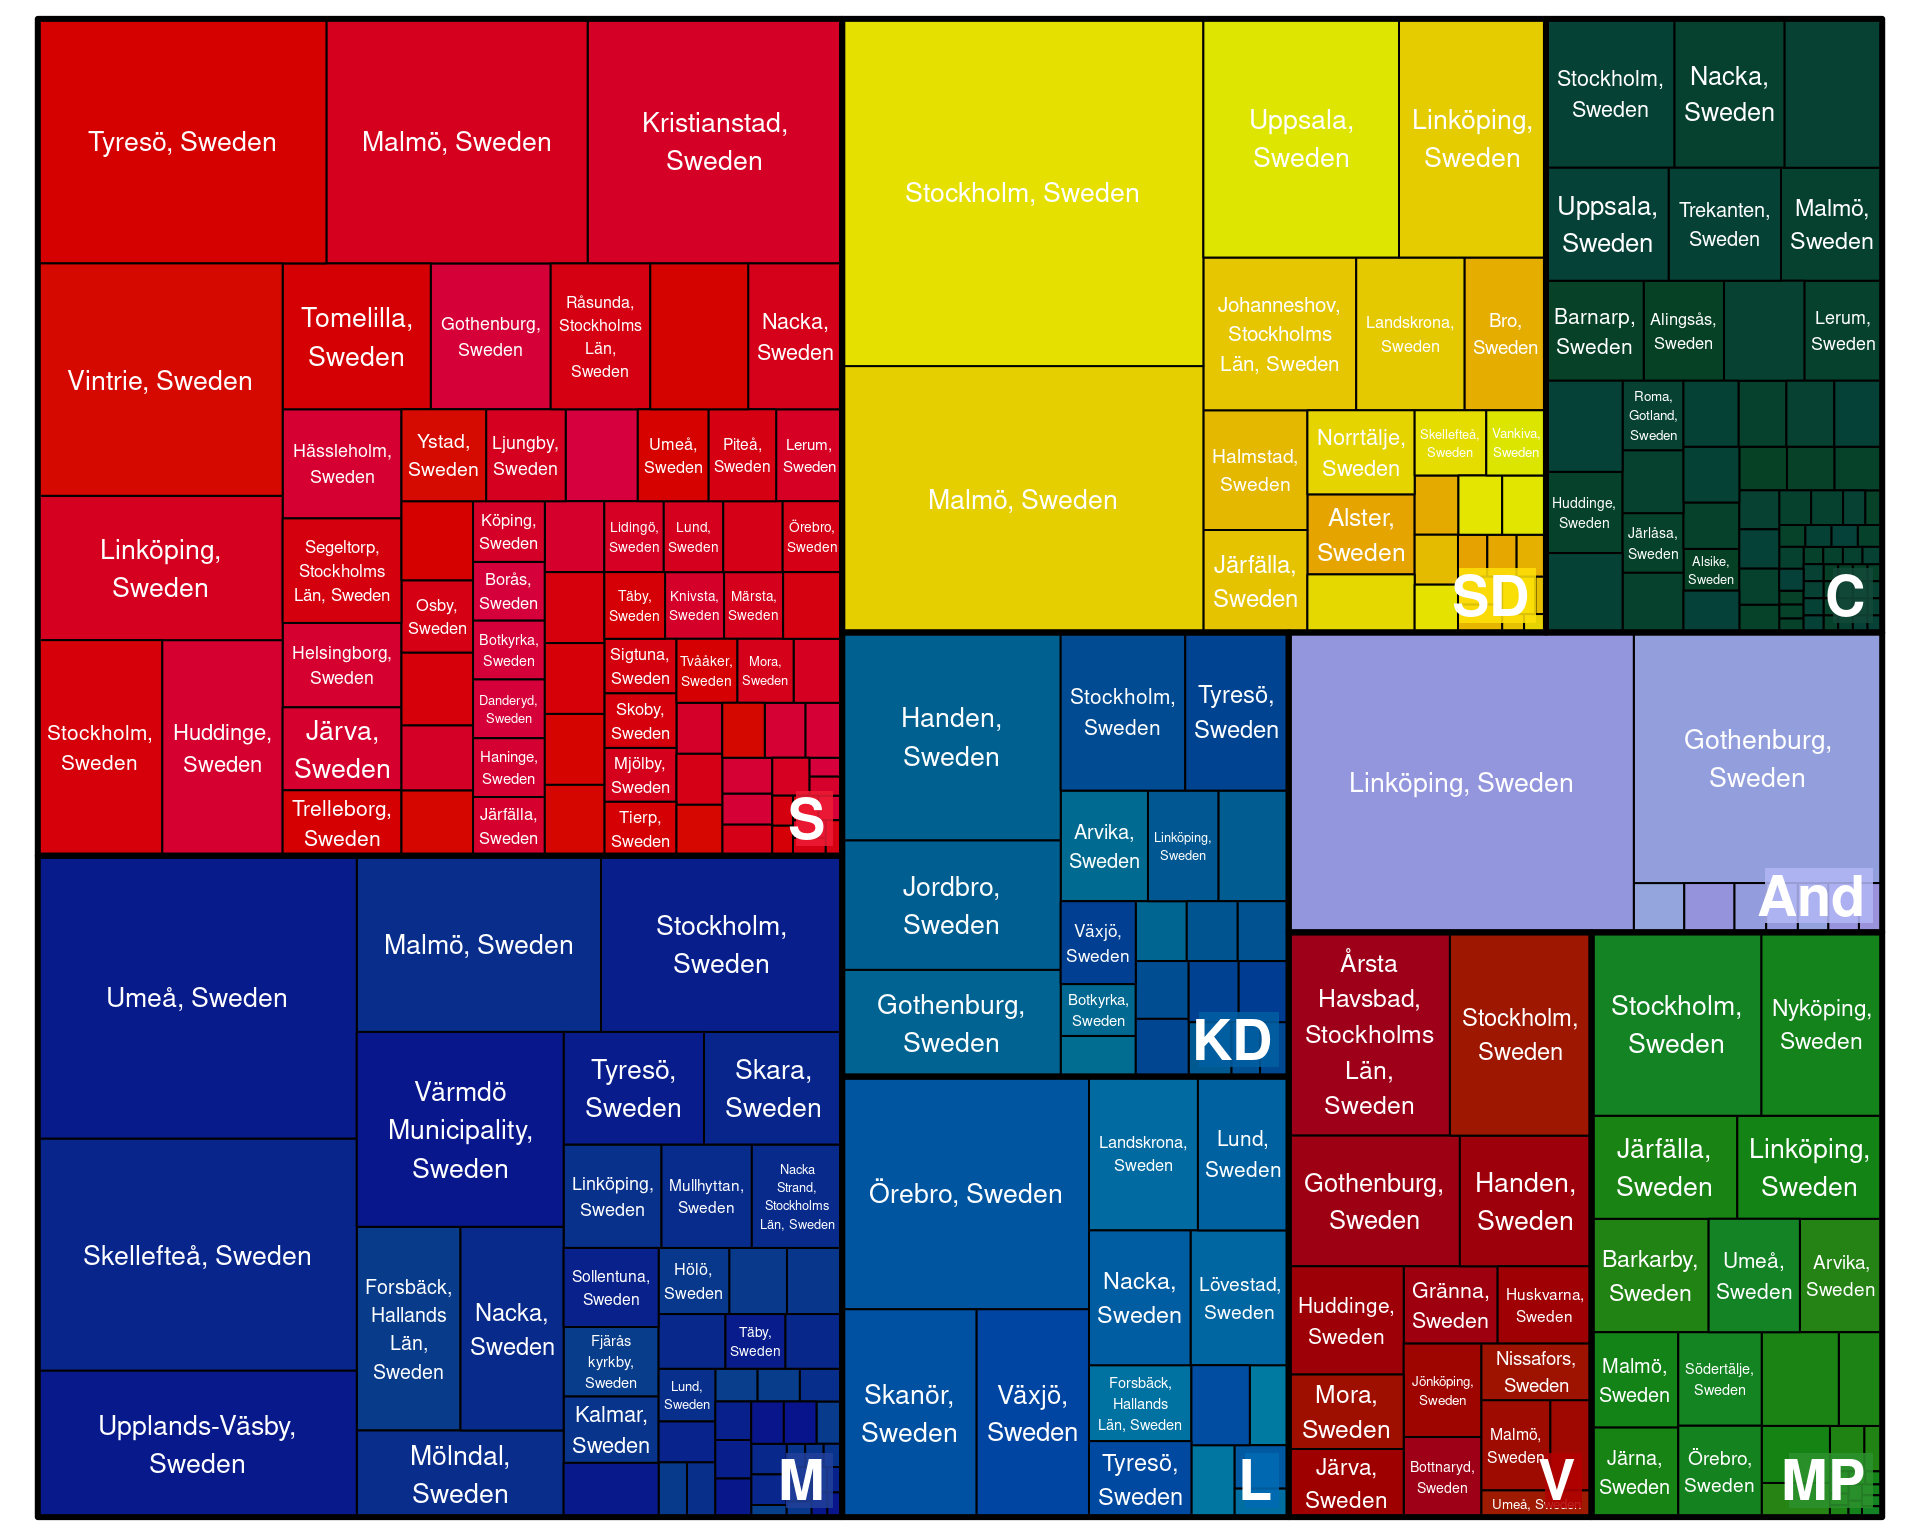 Tyresö, Sweden
Malmö, Sweden
Kristianstad,
Sweden
Vintrie, Sweden
Tomelilla,
Sweden
Gothenburg,
Sweden
Råsunda,
Stockholms
Län,
Sweden
Nacka,
Sweden
Hässleholm,
Sweden
Ystad,
Sweden
Ljungby,
Sweden
Umeå,
Sweden
Piteå,
Sweden
Lerum,
Sweden
Linköping,
Sweden
Segeltorp,
Stockholms
Län, Sweden
Köping,
Sweden
Lidingö,
Sweden
Lund,
Sweden
Örebro,
Sweden
Osby,
Sweden
Borås,
Sweden
Täby,
Sweden
Knivsta,
Sweden
Märsta,
Sweden
Stockholm,
Sweden
Huddinge,
Sweden
Helsingborg,
Sweden
Botkyrka,
Sweden
Sigtuna,
Sweden
Tvååker,
Sweden
Mora,
Sweden
Järva,
Sweden
Danderyd,
Sweden
Skoby,
Sweden
Haninge,
Sweden
Mjölby,
Sweden
Trelleborg,
Sweden
Järfälla,
Sweden
Tierp,
Sweden
S
Stockholm, Sweden
Uppsala,
Sweden
Linköping,
Sweden
Johanneshov,
Stockholms
Län, Sweden
Landskrona,
Sweden
Bro,
Sweden
Malmö, Sweden
Halmstad,
Sweden
Norrtälje,
Sweden
Skellefteå,
Sweden
Vankiva,
Sweden
Alster,
Sweden
Järfälla,
Sweden
SD
Stockholm,
Sweden
Nacka,
Sweden
Uppsala,
Sweden
Trekanten,
Sweden
Malmö,
Sweden
Barnarp,
Sweden
Alingsås,
Sweden
Lerum,
Sweden
Roma,
Gotland,
Sweden
Huddinge,
Sweden
Järlåsa,
Sweden
Alsike,
Sweden
C
Umeå, Sweden
Malmö, Sweden
Stockholm,
Sweden
Värmdö
Municipality,
Sweden
Tyresö,
Sweden
Skara,
Sweden
Skellefteå, Sweden
Linköping,
Sweden
Mullhyttan,
Sweden
Nacka
Strand,
Stockholms
Län, Sweden
Forsbäck,
Hallands
Län,
Sweden
Nacka,
Sweden
Sollentuna,
Sweden
Hölö,
Sweden
Fjärås
kyrkby,
Sweden
Täby,
Sweden
Upplands-Väsby,
Sweden
Lund,
Sweden
Kalmar,
Sweden
Mölndal,
Sweden
M
Handen,
Sweden
Stockholm,
Sweden
Tyresö,
Sweden
Arvika,
Sweden
Linköping,
Sweden
Jordbro,
Sweden
Växjö,
Sweden
Gothenburg,
Sweden
Botkyrka,
Sweden
KD
Linköping, Sweden
Gothenburg,
Sweden
And
Örebro, Sweden
Landskrona,
Sweden
Lund,
Sweden
Nacka,
Sweden
Lövestad,
Sweden
Skanör,
Sweden
Växjö,
Sweden
Forsbäck,
Hallands
Län, Sweden
Tyresö,
Sweden
L
Årsta
Havsbad,
Stockholms
Län,
Sweden
Stockholm,
Sweden
Gothenburg,
Sweden
Handen,
Sweden
Huddinge,
Sweden
Gränna,
Sweden
Huskvarna,
Sweden
Mora,
Sweden
Jönköping,
Sweden
Nissafors,
Sweden
Malmö,
Sweden
Järva,
Sweden
Bottnaryd,
Sweden
Umeå, Sweden
V
Stockholm,
Sweden
Nyköping,
Sweden
Järfälla,
Sweden
Linköping,
Sweden
Barkarby,
Sweden
Umeå,
Sweden
Arvika,
Sweden
Malmö,
Sweden
Södertälje,
Sweden
Järna,
Sweden
Örebro,
Sweden
MP